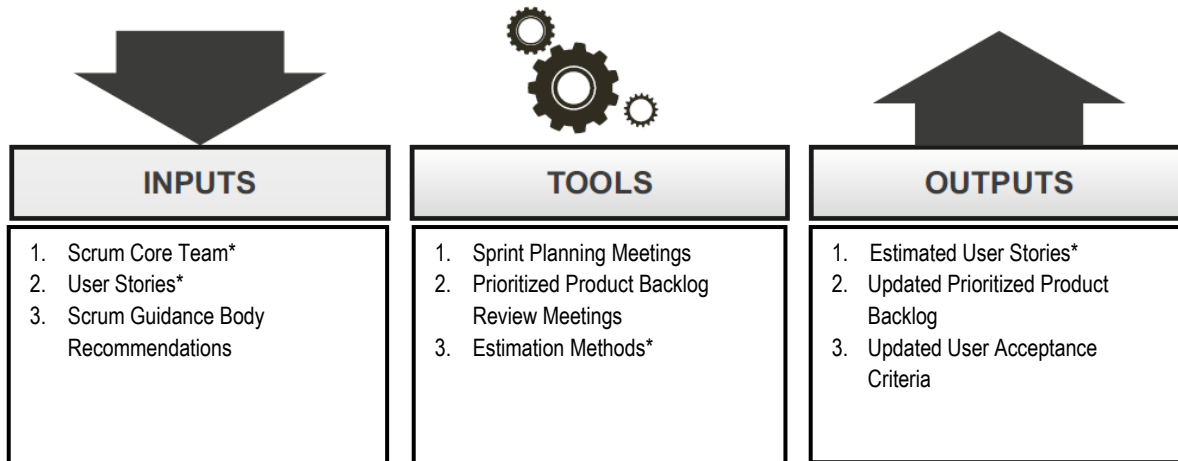 INPUTS
1. Scrum Core Team*
2. User Stories*
3. Scrum Guidance Body
Recommendations
TOOLS
1. Sprint Planning Meetings
2. Prioritized Product Backlog
Review Meetings
3. Estimation Methods*
OUTPUTS
1. Estimated User Stories*
2. Updated Prioritized Product
Backlog
3. Updated User Acceptance
Criteria